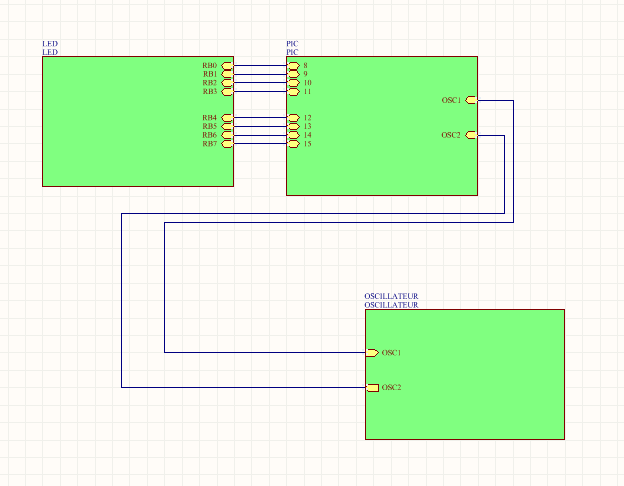 LED
LED
PIC
PIC
RB0
RB1
RB2
RB3
RB4
RB5
RB6
RB7
8
9
10
11
12
13
14
15
OSC1
OSC2
OSCILLATEUR
OSCILLATEUR
OSC1
OSC2